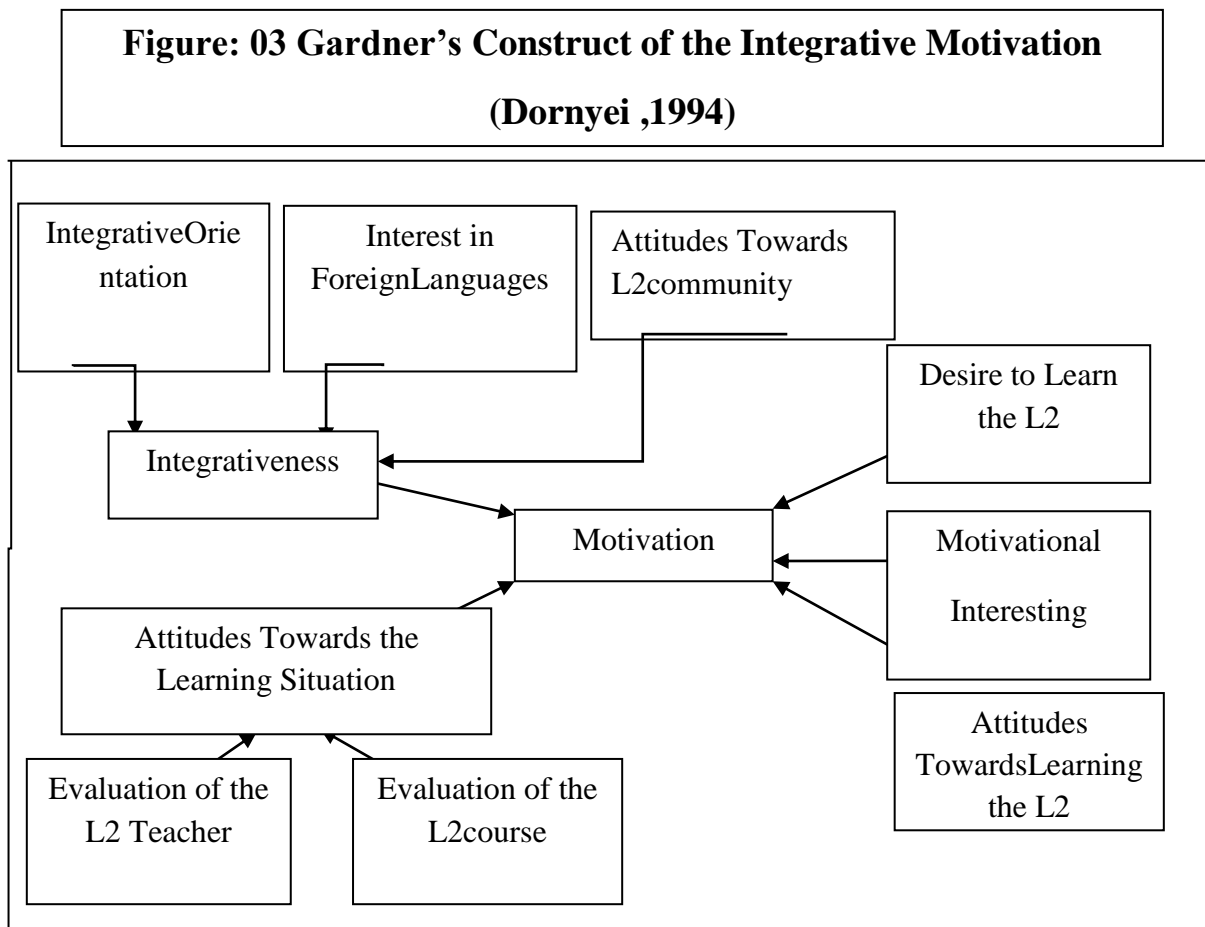 Figure: 03 Gardner’s Construct of the Integrative Motivation
(Dornyei ,1994)
IntegrativeOrie
ntation
Interest in
ForeignLanguages
Attitudes Towards
L2community
Desire to Learn
the L2
Integrativeness
Motivation
Motivational
Interesting
Attitudes Towards the
Learning Situation
Attitudes
TowardsLearning
the L2
Evaluation of the
L2 Teacher
Evaluation of the
L2course